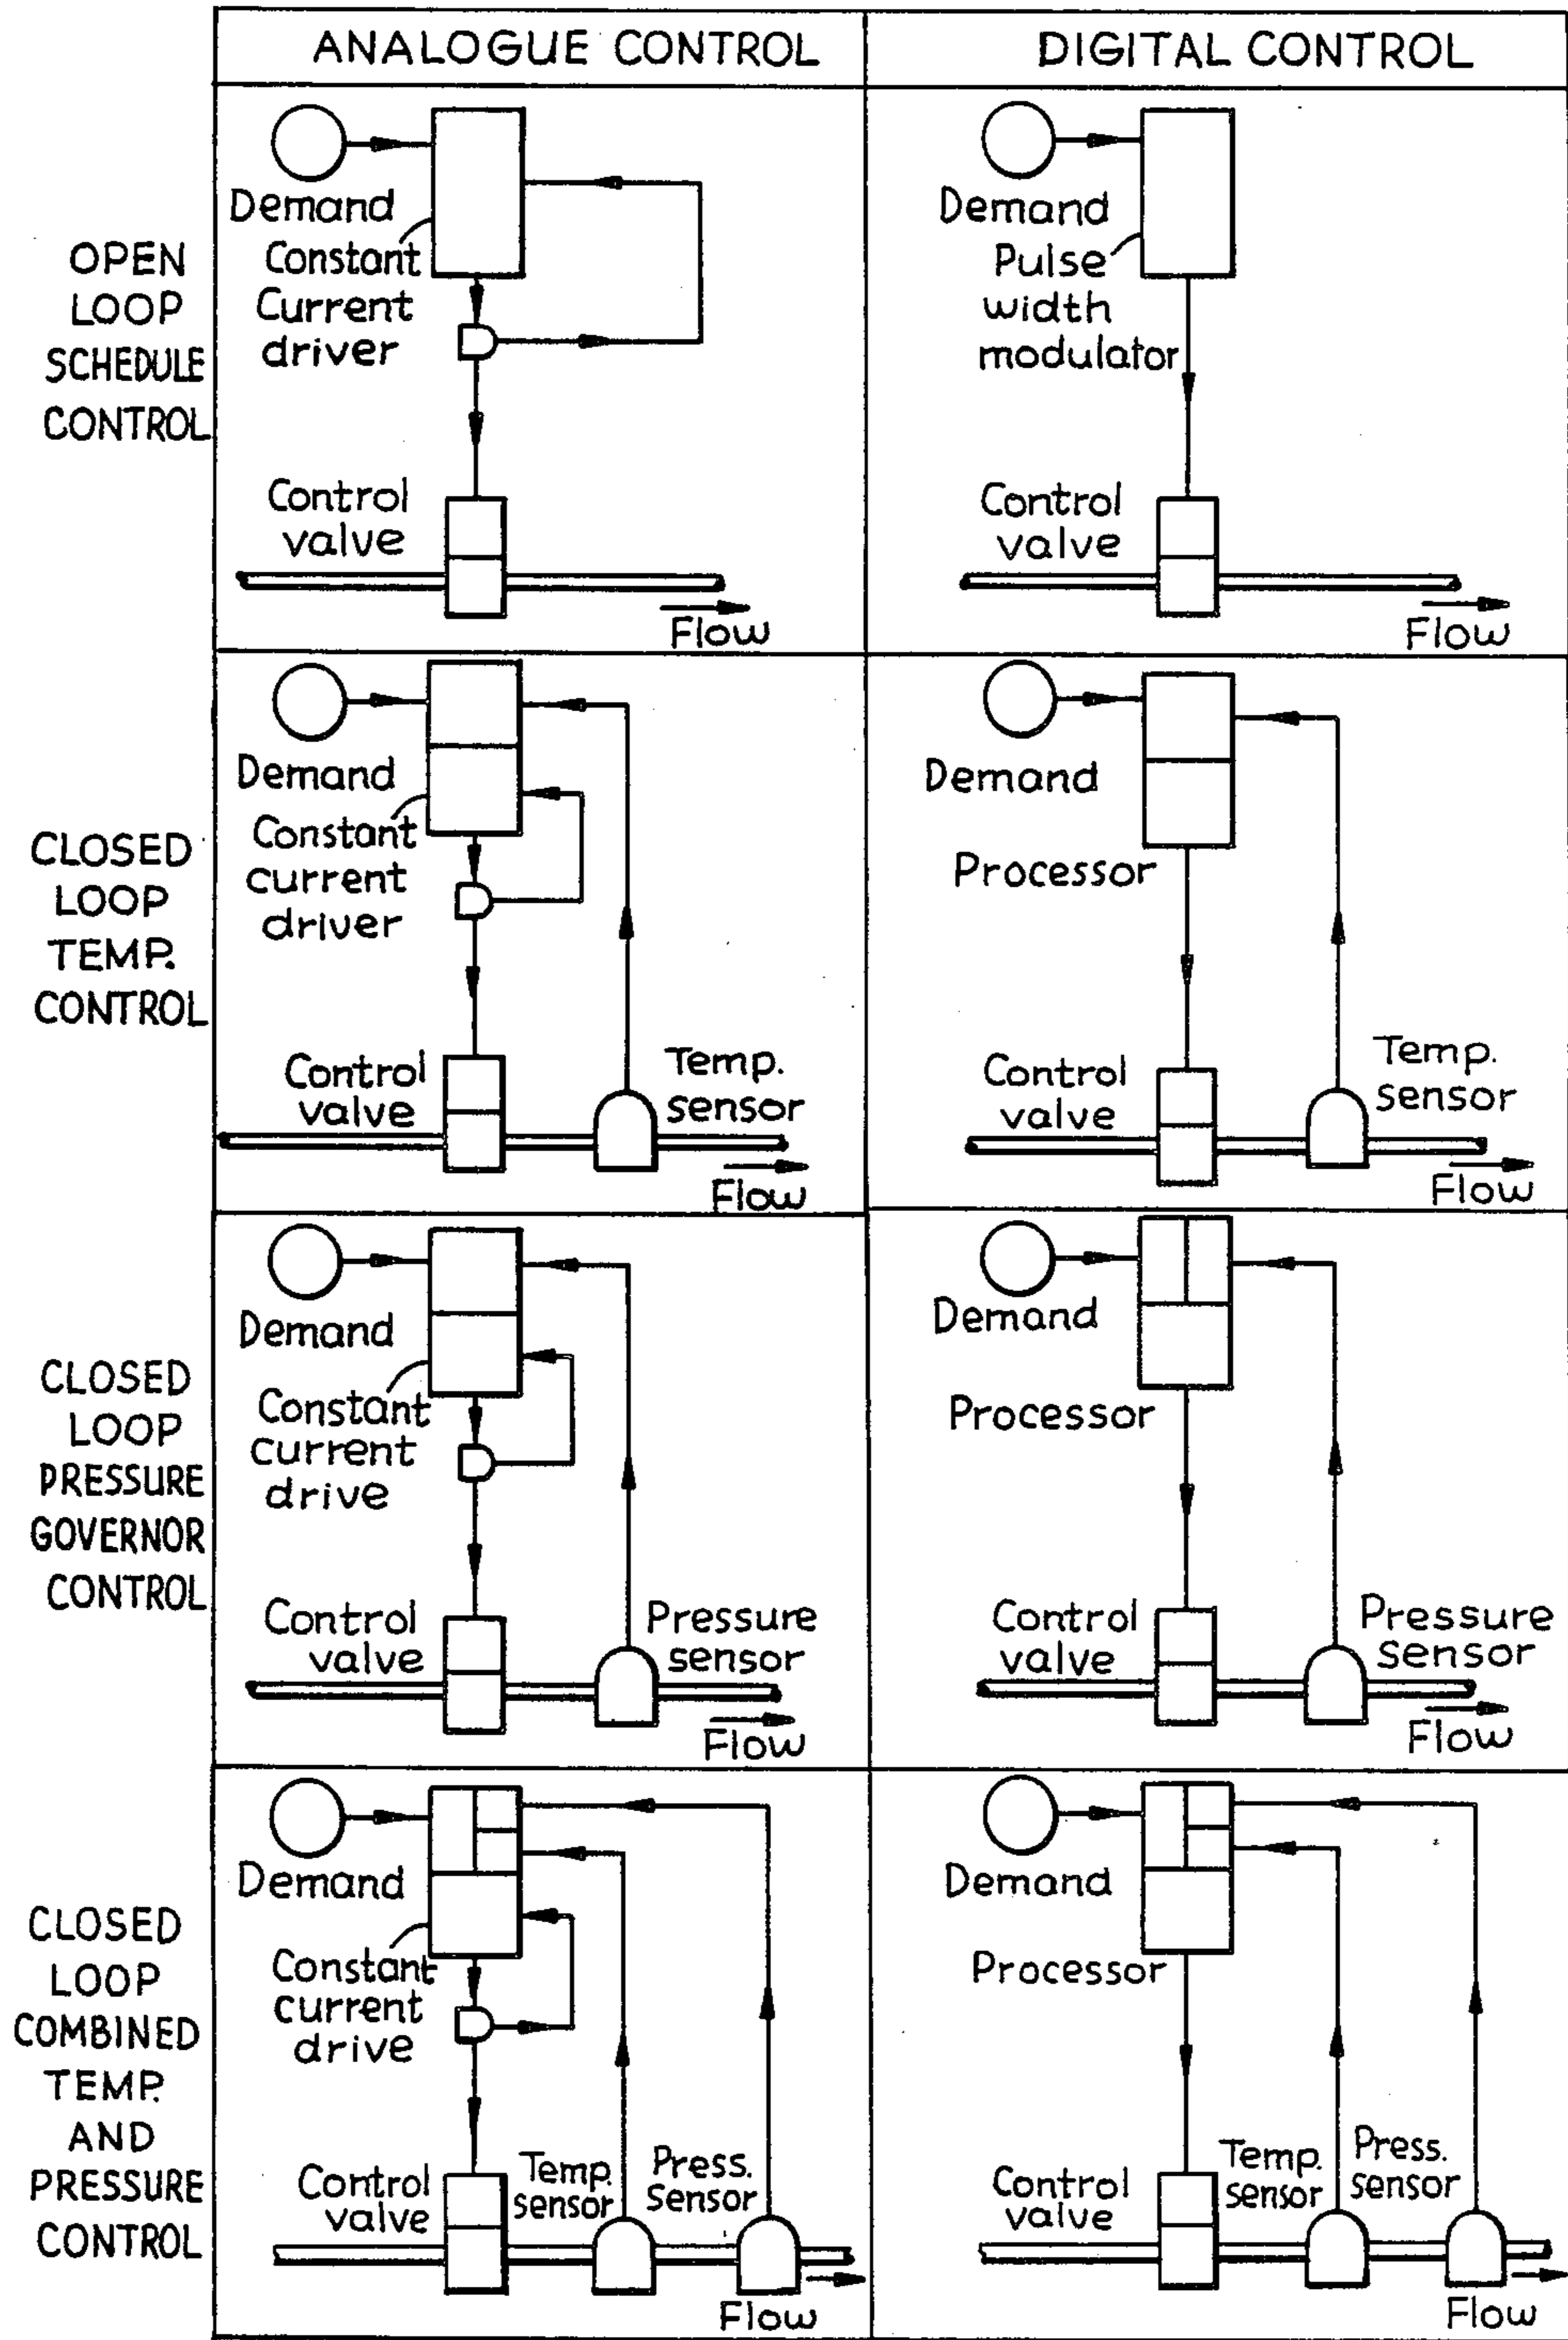 ANALOGUE CONTROL
DIGITAL CONTROL
OPEN
LOOP
SCHEDULE
CONTROL
Demand
Constant
Current
driver
Control
valve
Flow
Demand
Pulse
width
modulator
Control
valve
Flow
CLOSED
LOOP
TEMP.
CONTROL
Demand
Constant
current
driver
Control
valve
Temp.
sensor
Flow
Demand
Processor
Control
valve
Temp.
sensor
Flow
CLOSED
LOOP
PRESSURE
GOVERNOR
CONTROL
Demand
Constant
current
drive
Control
valve
Pressure
sensor
Flow
Demand
Processor
Control
valve
Pressure
sensor
Flow
CLOSED
LOOP
COMBINED
TEMP.
AND
PRESSURE
CONTROL
Demand
Constant
current
drive
Control
valve
Temp.
sensor
Press.
sensor
Flow
Demand
Processor
Control
valve
Temp.
sensor
Press.
sensor
Flow